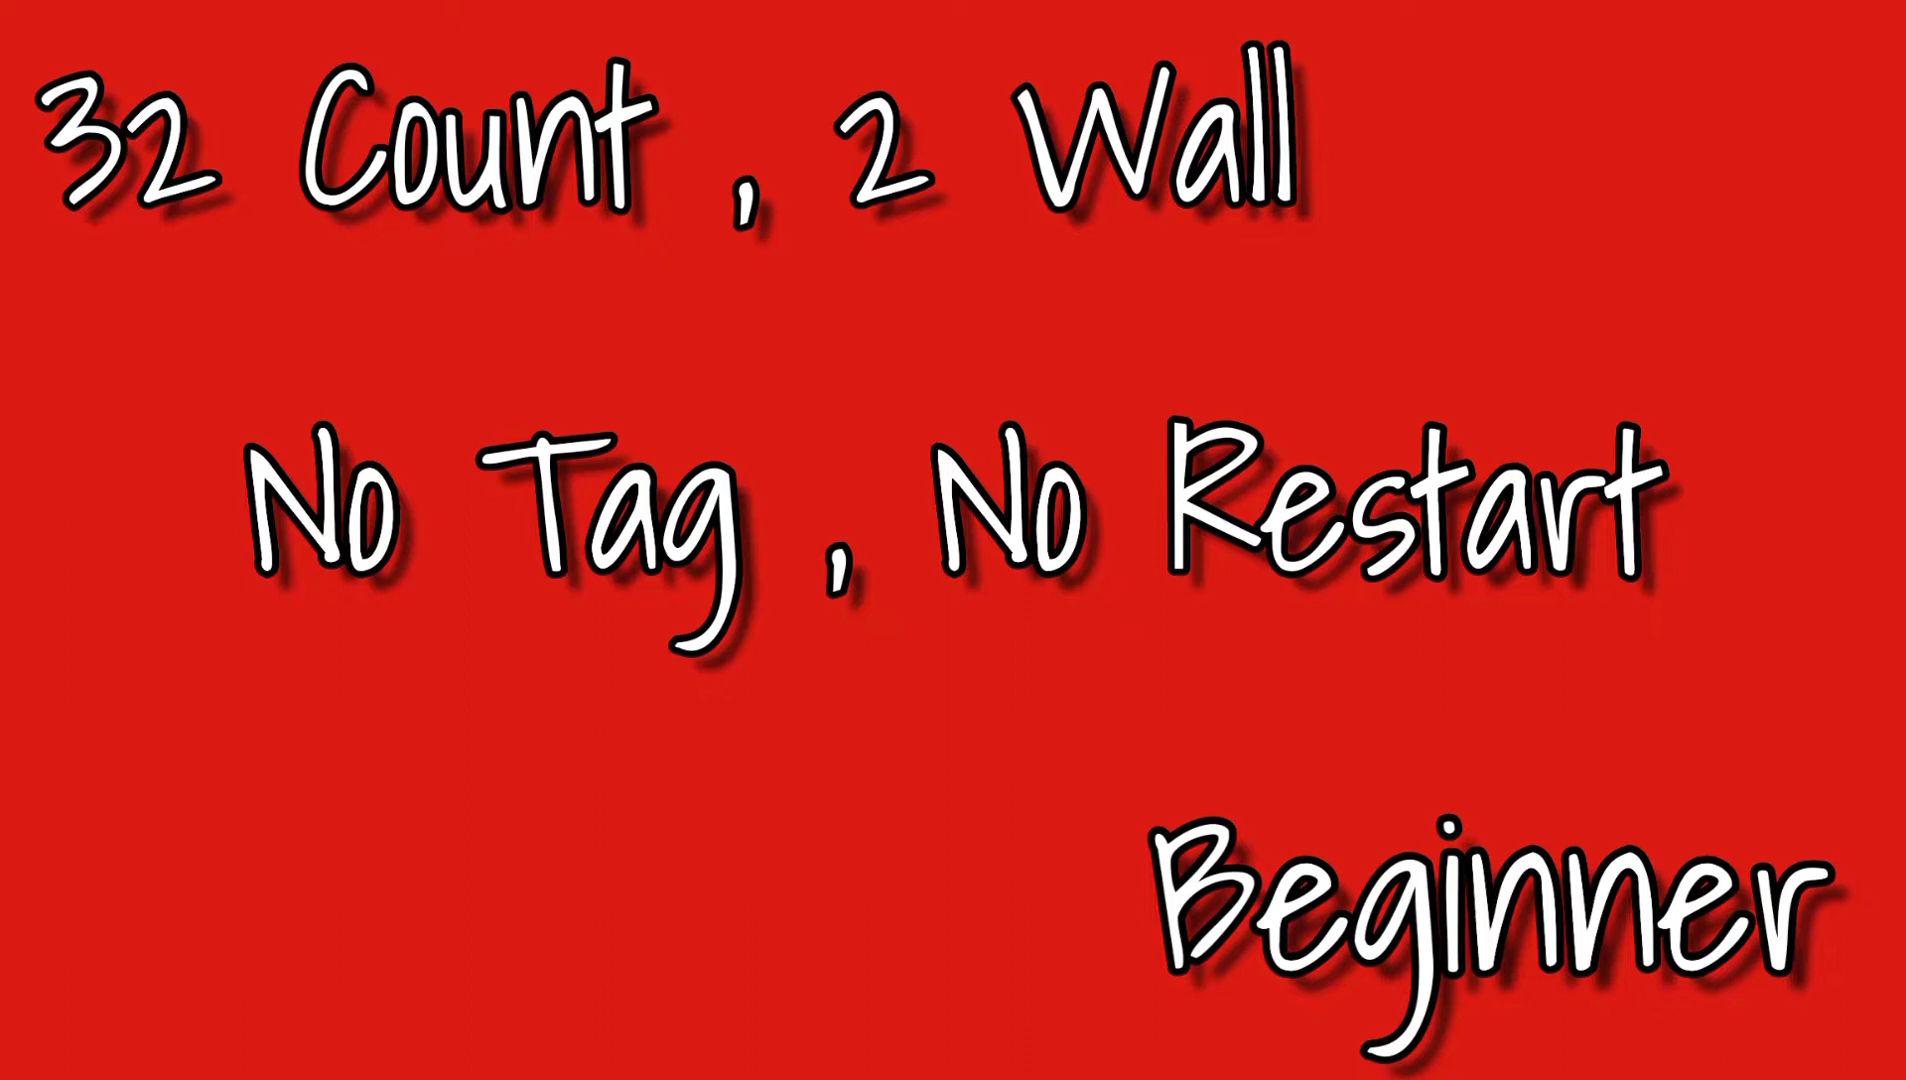 32 Count , 2 Wall
No Tag , No Restart
Beginner